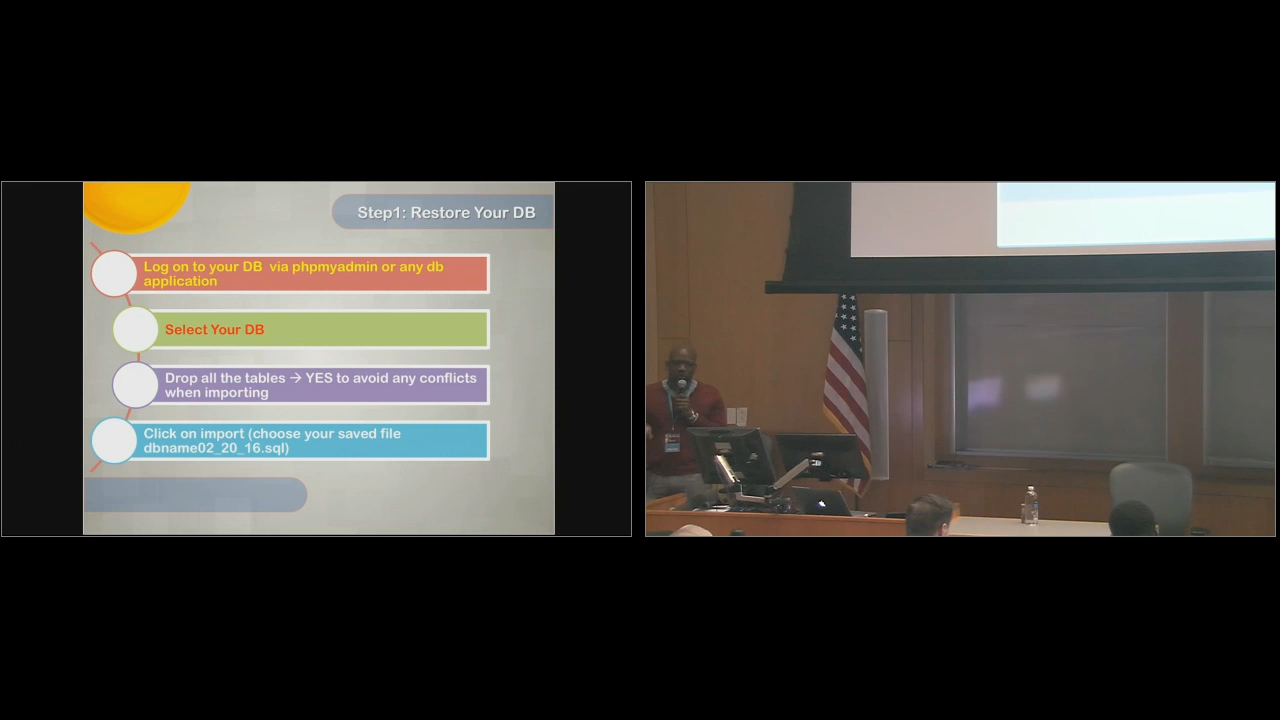 Step1: Restore Your DB
Log on to your DB via phpmyadmin or any db
application
Select Your DB
Drop all the tables → YES to avoid any conflicts
when importing
Click on import (choose your saved file
dbname02_20_16.sql)